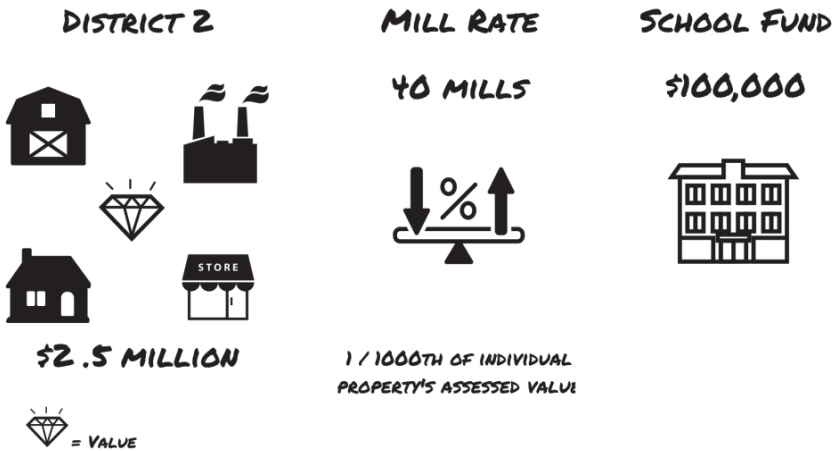 DISTRICT 2
MILL RATE
SCHOOL FUND
40 MILLS
$100,000
STORE
%
$2.5 MILLION
1 / 1000TH OF INDIVIDUAL
PROPERTY'S ASSESSED VALUE
= VALUE